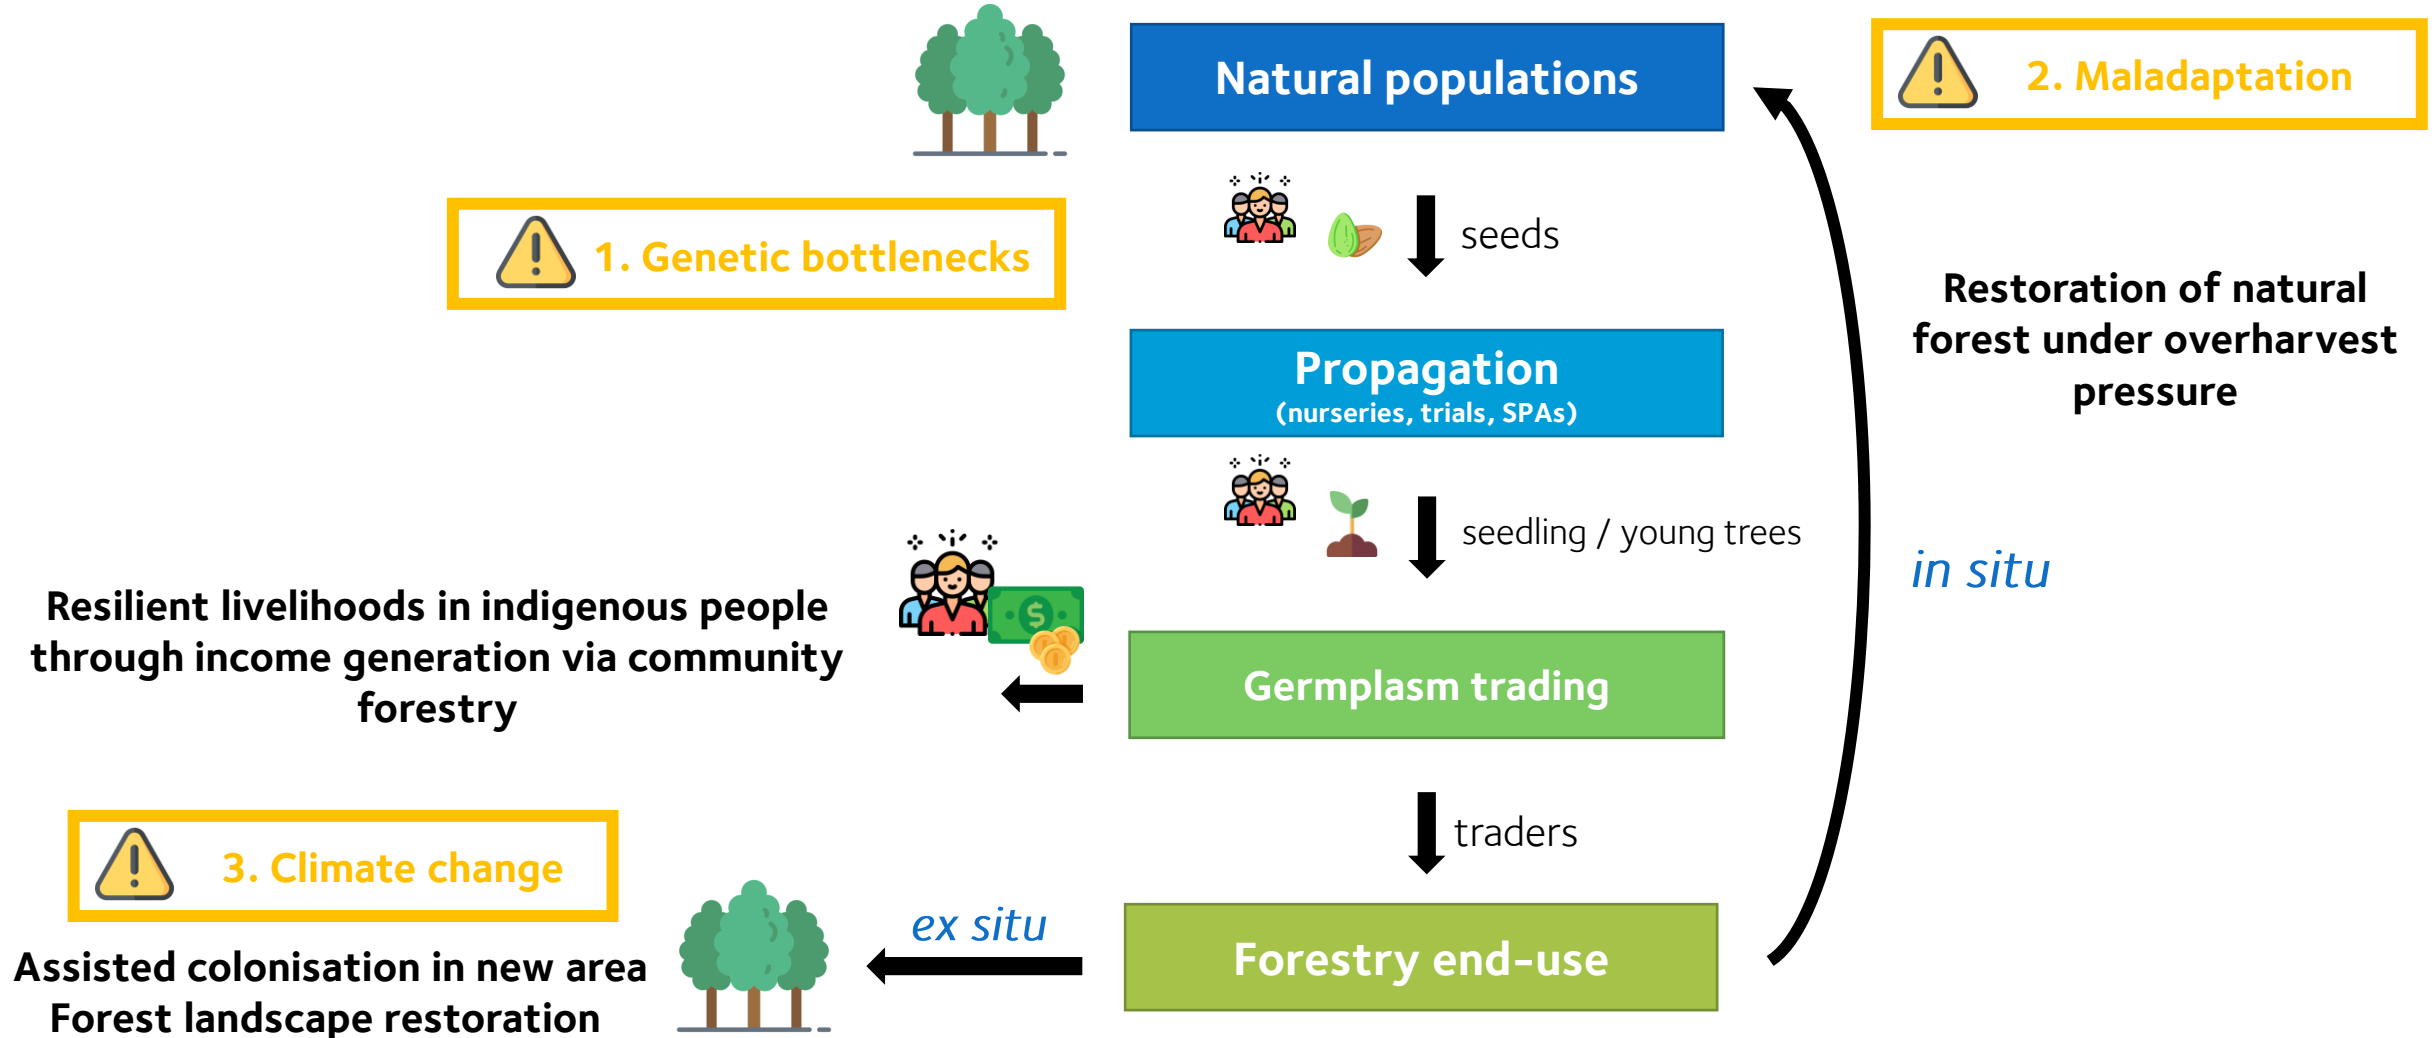 Natural populations
2. Maladaptation
1. Genetic bottlenecks
seeds
Restoration of natural
forest under overharvest
pressure
Propagation
(nurseries, trials, SPAs)
seedling / young trees
in situ
Resilient livelihoods in indigenous people
through income generation via community
forestry
Germplasm trading
traders
3. Climate change
ex situ
Forestry end-use
Assisted colonisation in new area
Forest landscape restoration